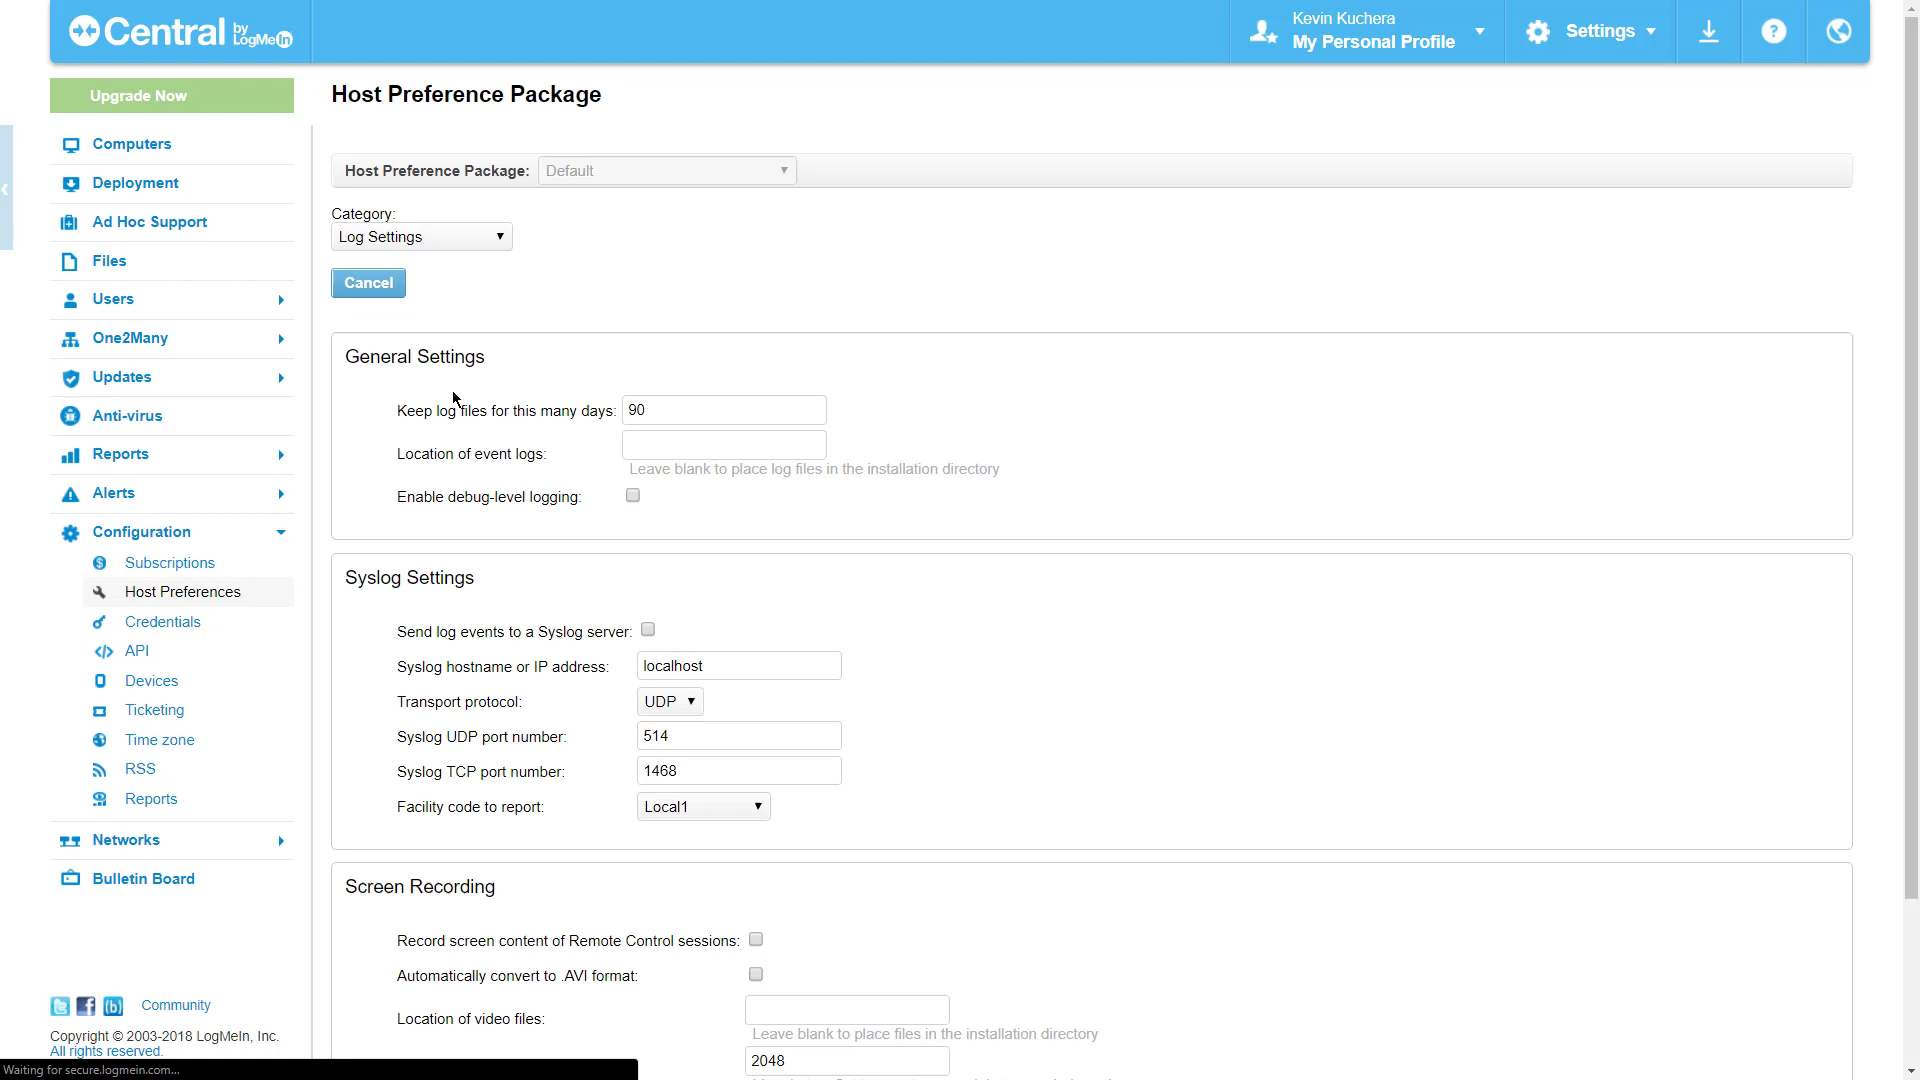 Central by LogMeIn
Kevin Kuchera
My Personal Profile
Settings
Upgrade Now
Computers
Deployment
Ad Hoc Support
Files
Users
One2Many
Updates
Anti-virus
Reports
Alerts
Configuration
Subscriptions
Host Preferences
Credentials
API
Devices
Ticketing
Time zone
RSS
Reports
Networks
Bulletin Board
Community
Copyright © 2003-2018 LogMeIn, Inc.
All rights reserved.
Waiting for secure.logmein.com...
Host Preference Package
Host Preference Package: Default
Category:
Log Settings
Cancel
General Settings
Keep log files for this many days: 90
Location of event logs:
Leave blank to place log files in the installation directory
Enable debug-level logging:
Syslog Settings
Send log events to a Syslog server:
Syslog hostname or IP address: localhost
Transport protocol: UDP
Syslog UDP port number: 514
Syslog TCP port number: 1468
Facility code to report: Local1
Screen Recording
Record screen content of Remote Control sessions:
Automatically convert to .AVI format:
Location of video files:
Leave blank to place files in the installation directory
2048